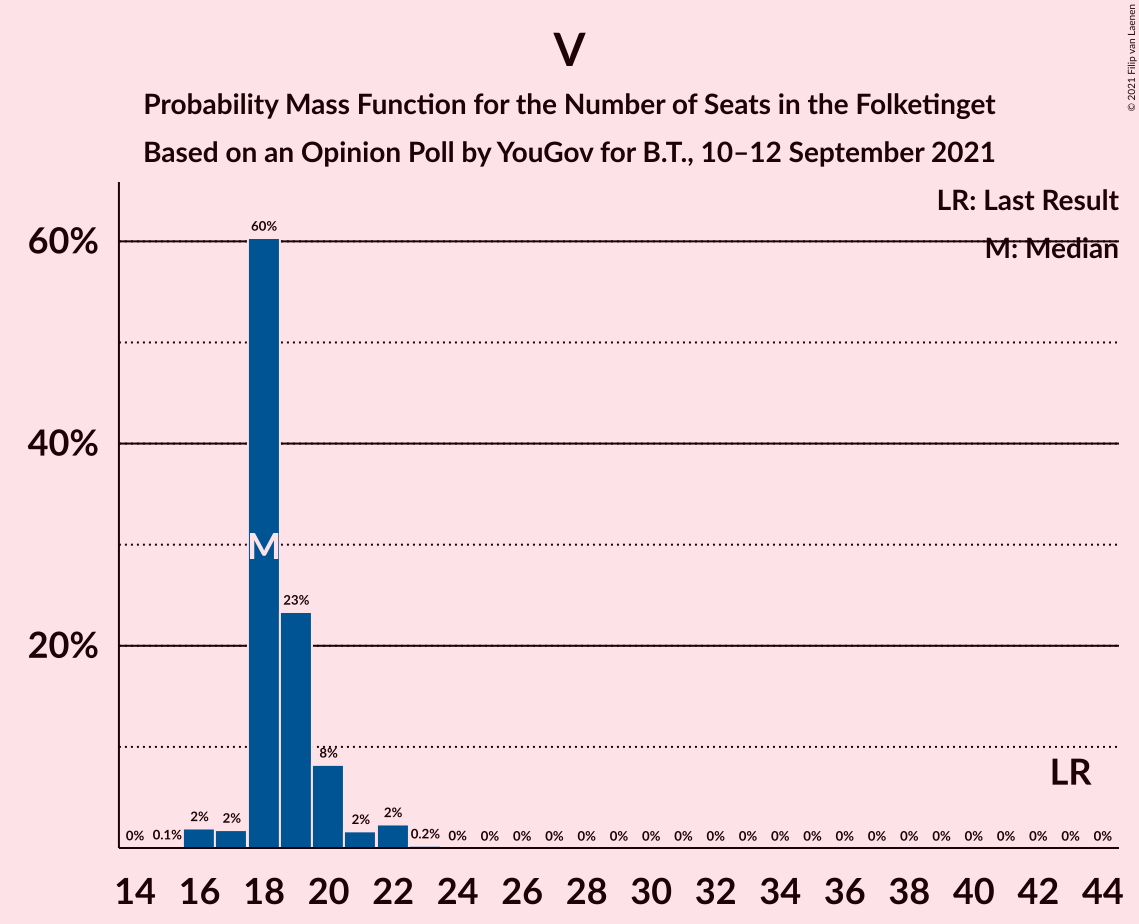 V
Probability Mass Function for the Number of Seats in the Folketinget
Based on an Opinion Poll by YouGov for B.T., 10–12 September 2021
© 2021 Filip van Laenen
LR: Last Result
M: Median
60%
40%
20%
0% 0.1% 2% 2% 60% 23% 8% 2% 2% 0.2% 0% 0% 0% 0% 0% 0% 0% 0% 0% 0% 0% 0% 0% 0% 0% 0% 0% 0% 0% 0% 0%
M
LR
14 16 18 20 22 24 26 28 30 32 34 36 38 40 42 44